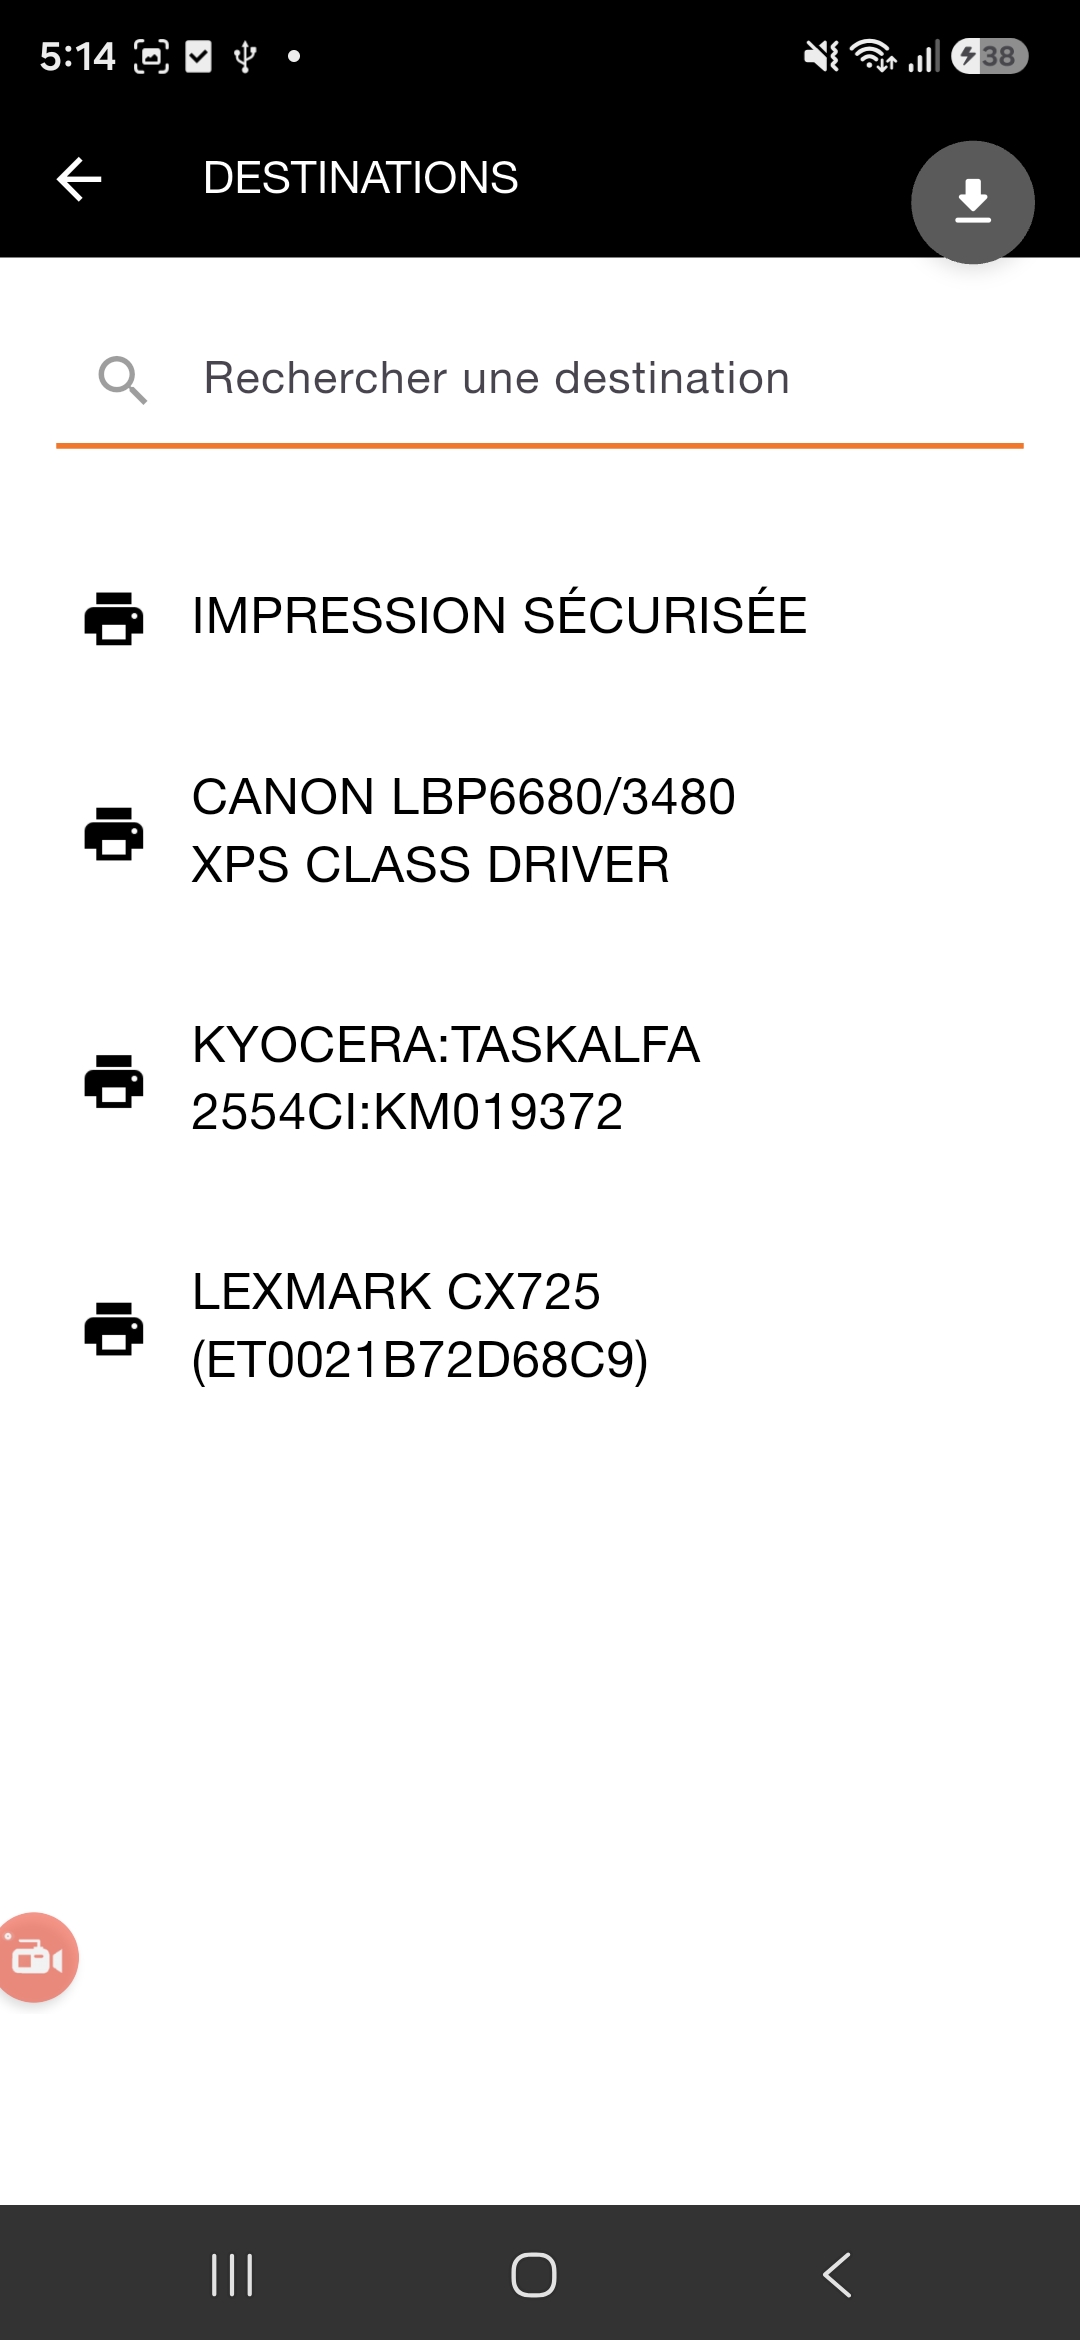 5:14
38
DESTINATIONS
Rechercher une destination
IMPRESSION SÉCURISÉE
CANON LBP6680/3480
XPS CLASS DRIVER
KYOCERA:TASKALFA
2554CI:KM019372
LEXMARK CX725
(ET0021B72D68C9)